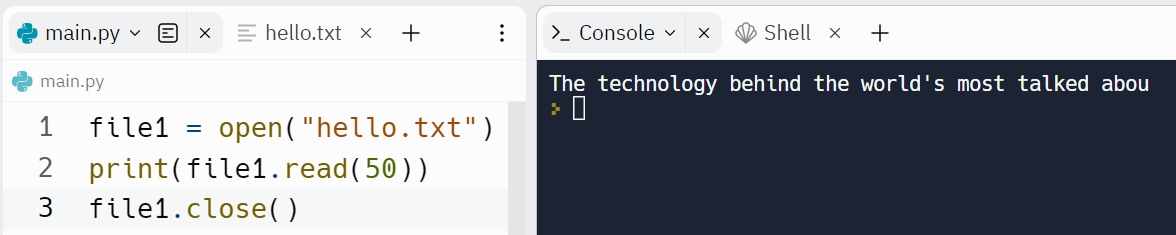 main.py
hello.txt
main.py
1 file1 = open("hello.txt")
2 print(file1.read(50))
3 file1.close()
Console
Shell
The technology behind the world's most talked abou